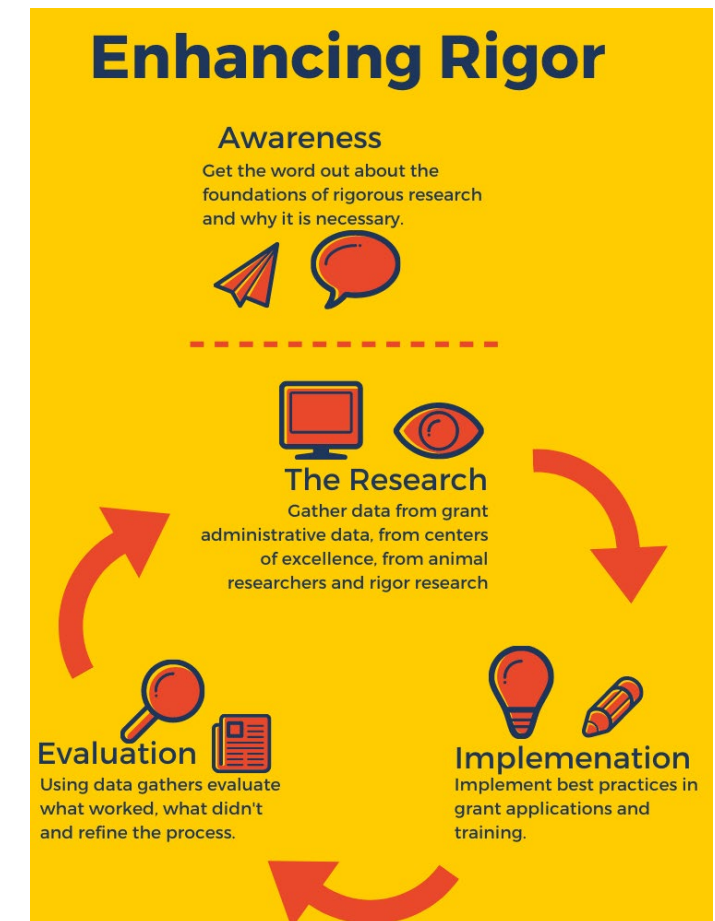 Enhancing Rigor
Awareness
Get the word out about the
foundations of rigorous research
and why it is necessary.
The Research
Gather data from grant
administrative data, from centers
of excellence, from animal
researchers and rigor research
Evaluation
Using data gathers evaluate
what worked, what didn't
and refine the process.
Implemenation
Implement best practices in
grant applications and
training.